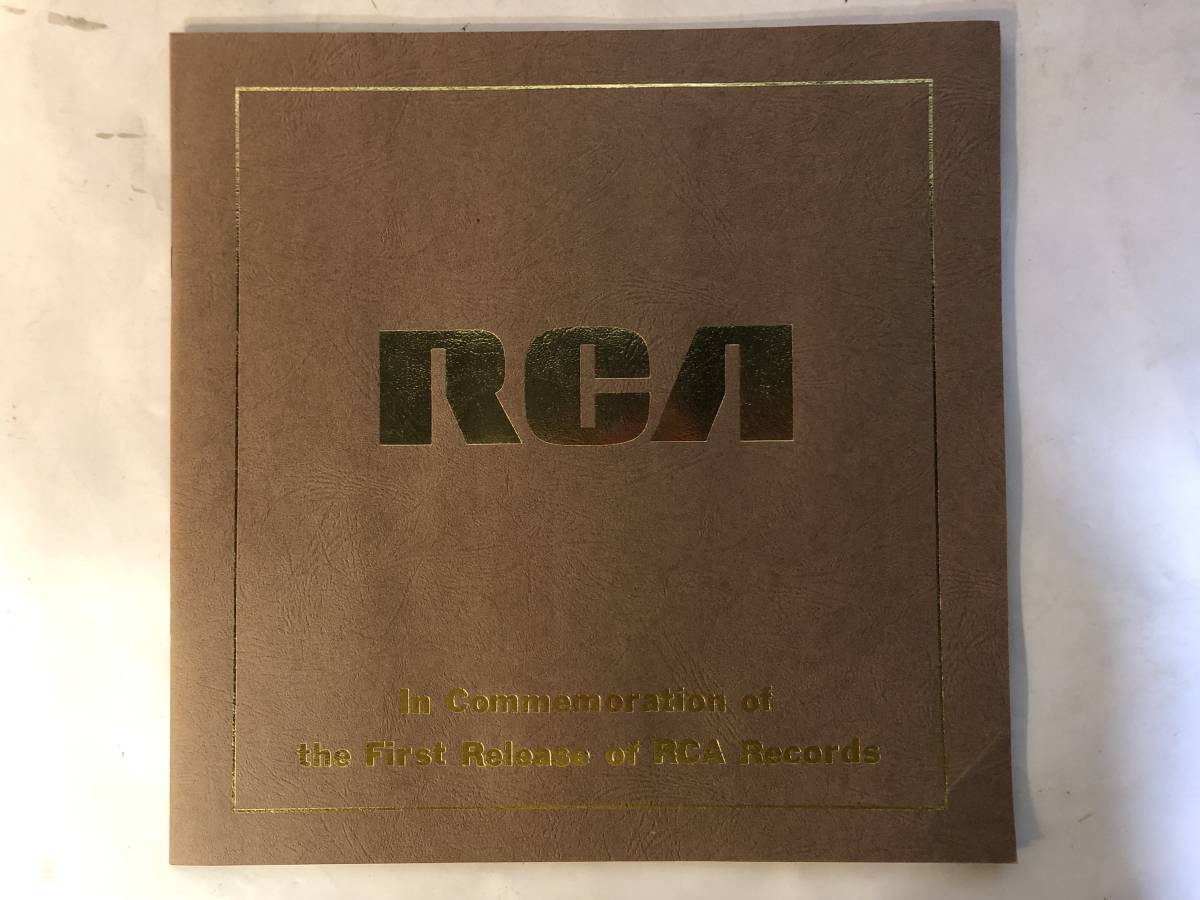 RCA
In Commemoration of
the First Release of RCA Records